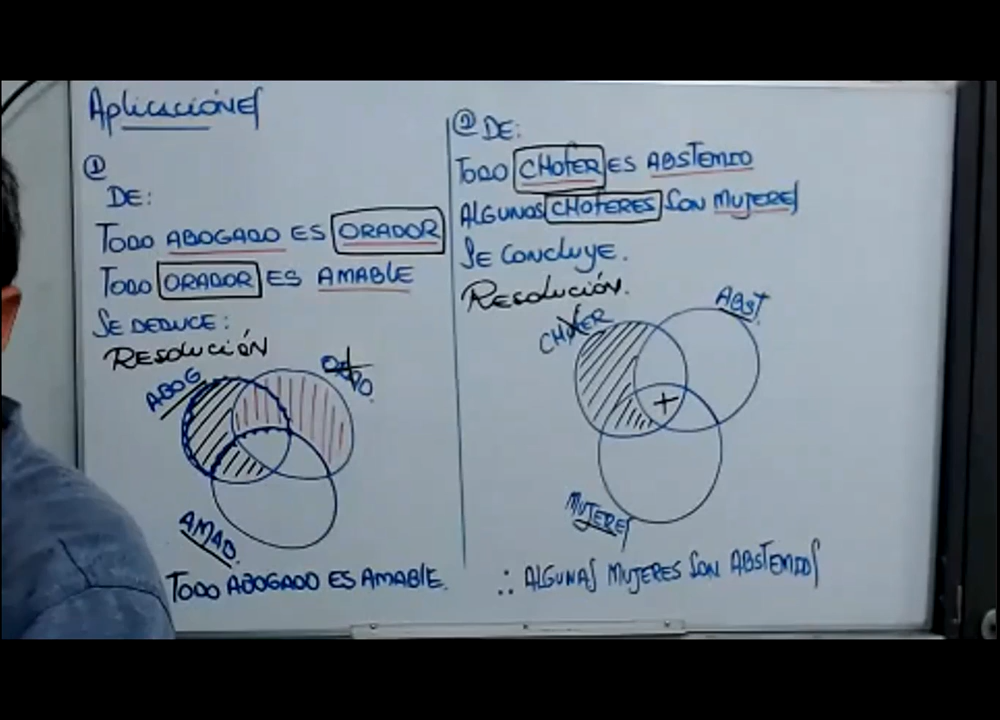 Aplicaciónes
①
DE:
TODO ABOGADO ES ORADOR
TODO ORADOR ES AMABLE
SE DEDUCE:
RESOLUCIÓN
ABOG
AMAB.
TODO ABOGADO ES AMABLE.
② DE:
TODO CHOFER ES ABSTEMIO
ALGUNOS CHOFERES SON MUJERES
SE CONCLUYE.
RESOLUCIÓN.
CHOFER
ABST.
+
MUJERES
∴ ALGUNAS MUJERES SON ABSTEMIOS